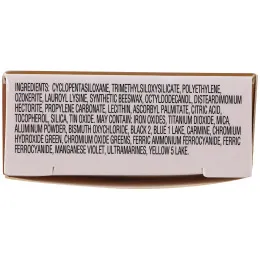 INGREDIENTS: CYCLOPENTASILOXANE, TRIMETHYLSILOXYSILICATE, POLYETHYLENE,
OZOKERITE, LAUROYL LYSINE, SYNTHETIC BEESWAX, OCTYLDODECANOL, DISTEARDIMONIUM
HECTORITE, PROPYLENE CARBONATE, LECITHIN, ASCORBYL PALMITATE, CITRIC ACID,
TOCOPHEROL, SILICA, TIN OXIDE. MAY CONTAIN: IRON OXIDES, TITANIUM DIOXIDE, MICA,
ALUMINUM POWDER, BISMUTH OXYCHLORIDE, BLACK 2, BLUE 1 LAKE, CARMINE, CHROMIUM
HYDROXIDE GREEN, CHROMIUM OXIDE GREENS, FERRIC AMMONIUM FERROCYANIDE, FERRIC
FERROCYANIDE, MANGANESE VIOLET, ULTRAMARINES, YELLOW 5 LAKE.